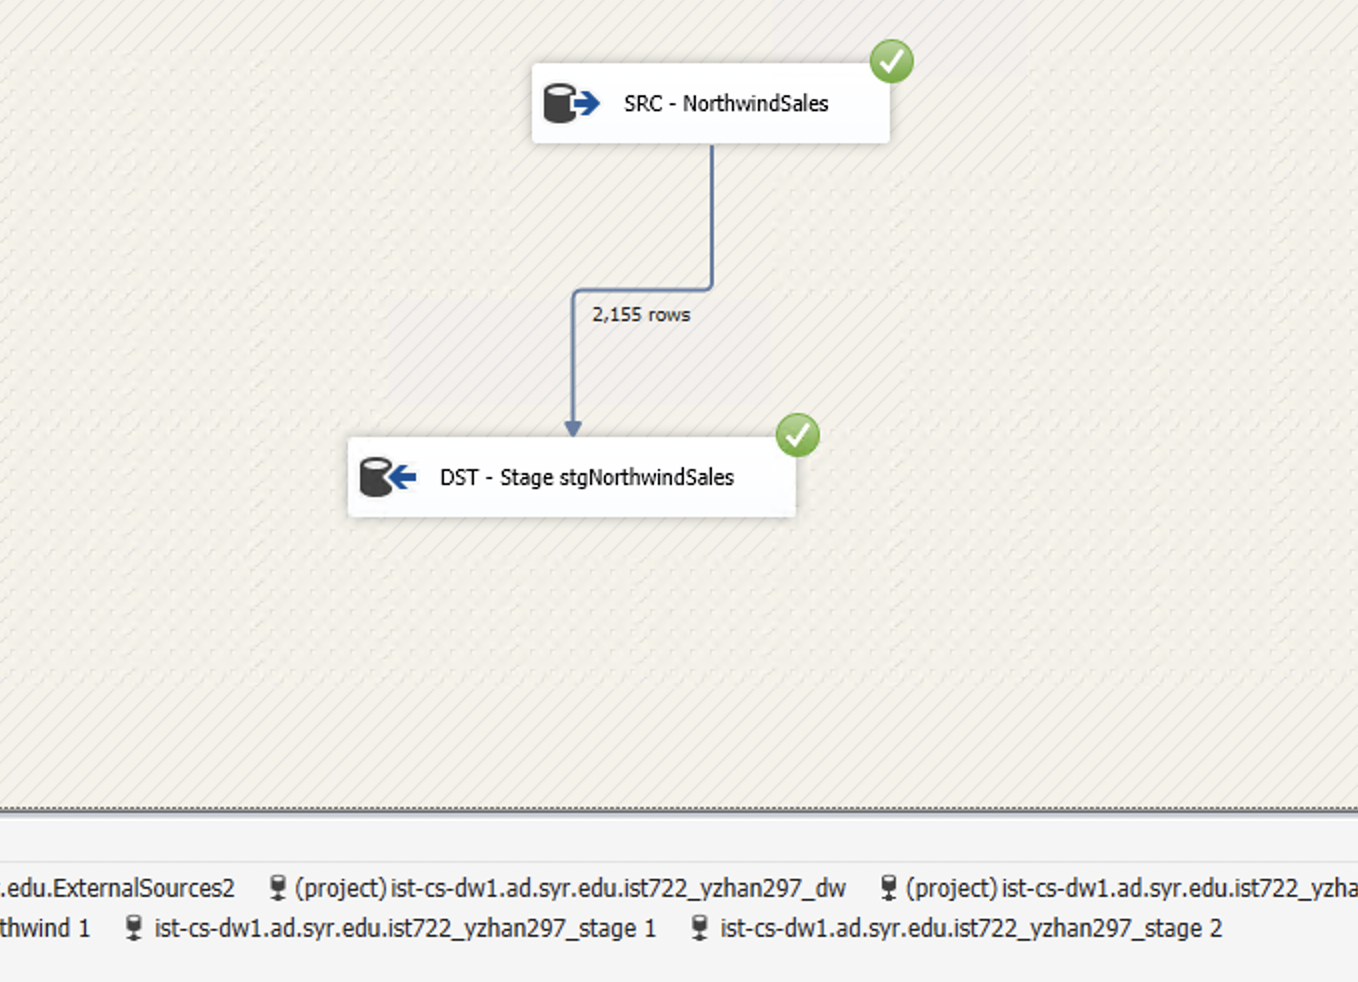 SRC - NorthwindSales
2,155 rows
DST - Stage stgNorthwindSales
.edu.ExternalSources2 (project) ist-cs-dw1.ad.syr.edu.ist722_yzhan297_dw (project) ist-cs-dw1.ad.syr.edu.ist722_yzha
thwind 1 ist-cs-dw1.ad.syr.edu.ist722_yzhan297_stage 1 ist-cs-dw1.ad.syr.edu.ist722_yzhan297_stage 2